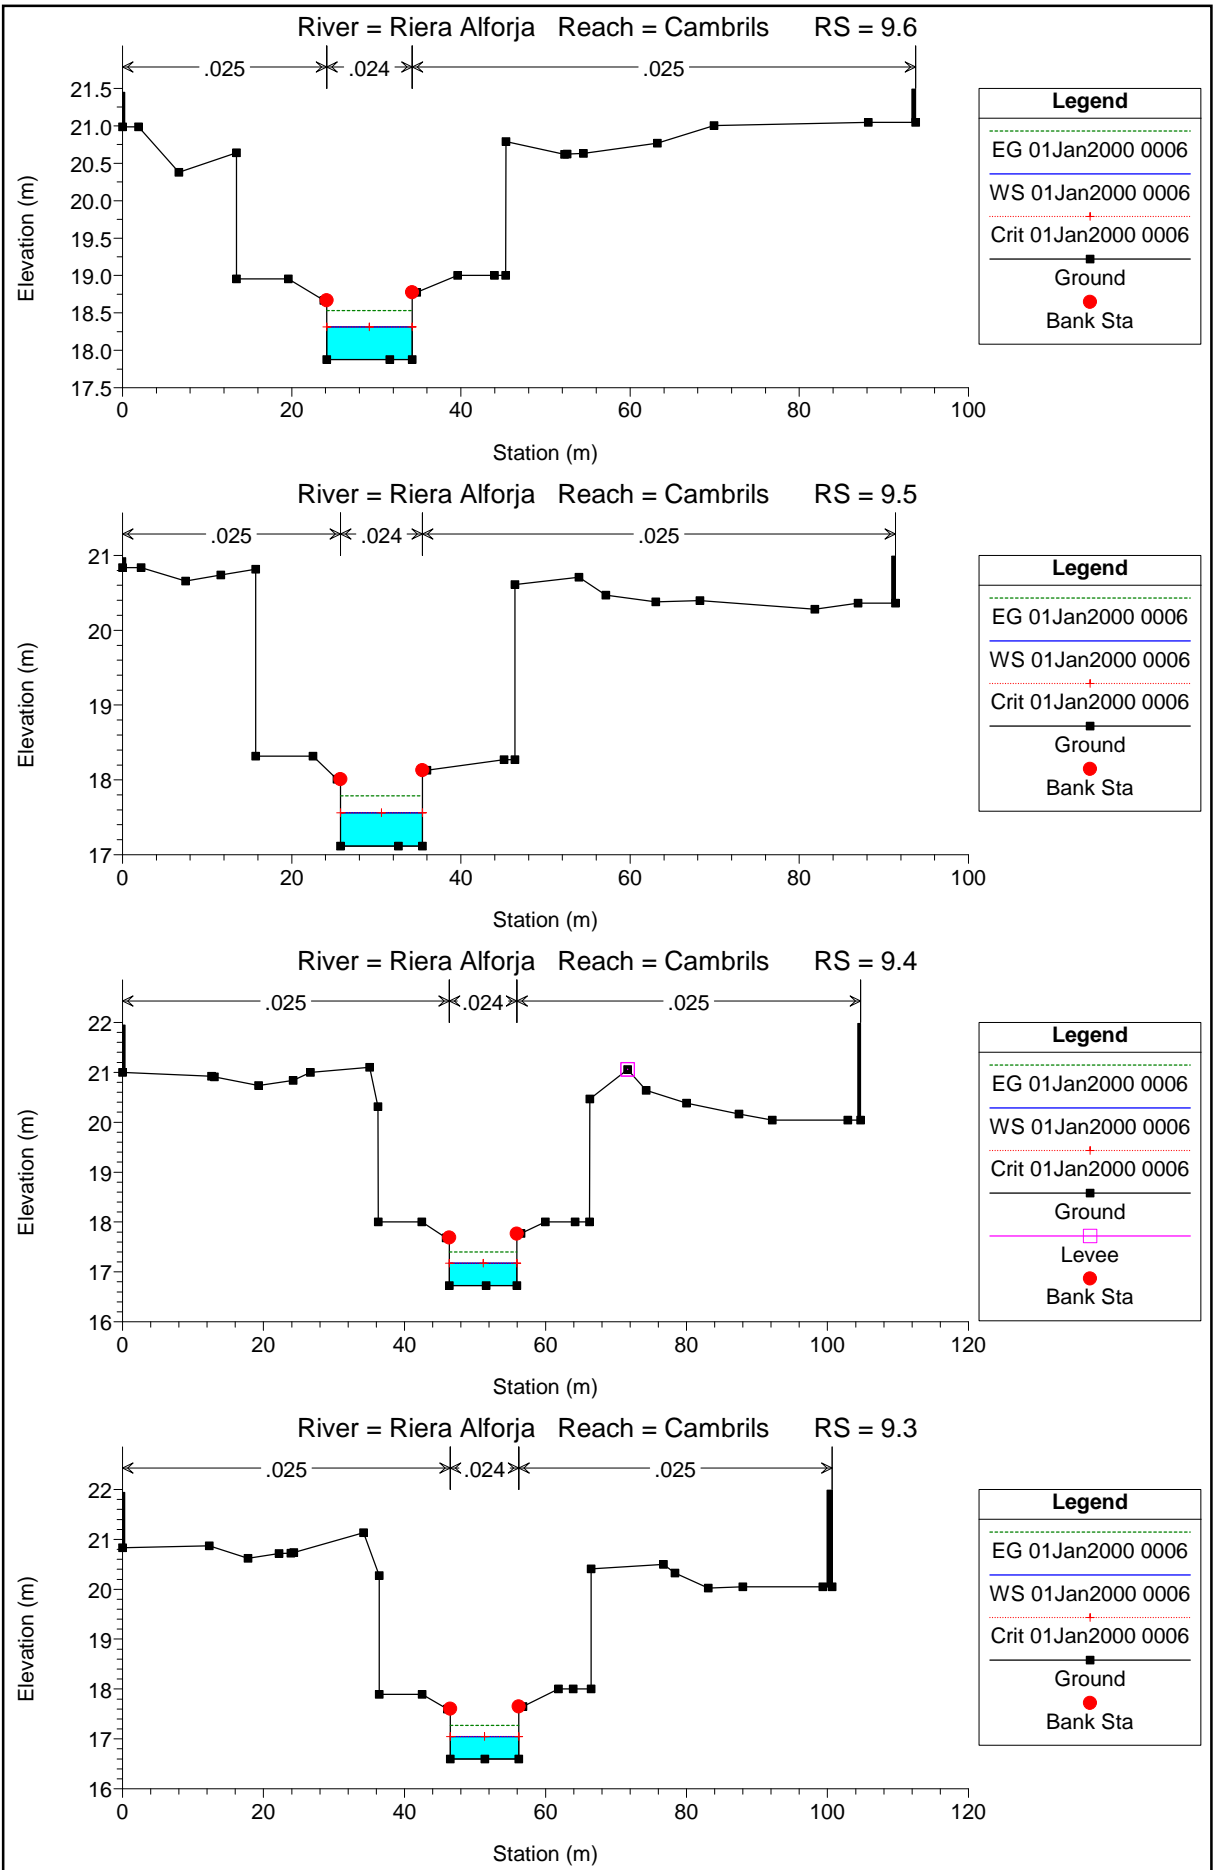 River = Riera Alforja Reach = Cambrils RS = 9.6
.025 .024 .025
21.5
21.0
20.5
20.0
19.5
19.0
18.5
18.0
17.5
0 20 40 60 80 100
Station (m)
Elevation (m)
Legend
EG 01Jan2000 0006
WS 01Jan2000 0006
Crit 01Jan2000 0006
Ground
Bank Sta
River = Riera Alforja Reach = Cambrils RS = 9.5
.025 .024 .025
21
20
19
18
17
0 20 40 60 80 100
Station (m)
Elevation (m)
Legend
EG 01Jan2000 0006
WS 01Jan2000 0006
Crit 01Jan2000 0006
Ground
Bank Sta
River = Riera Alforja Reach = Cambrils RS = 9.4
.025 .024 .025
22
21
20
19
18
17
16
0 20 40 60 80 100 120
Station (m)
Elevation (m)
Legend
EG 01Jan2000 0006
WS 01Jan2000 0006
Crit 01Jan2000 0006
Ground
Levee
Bank Sta
River = Riera Alforja Reach = Cambrils RS = 9.3
.025 .024 .025
22
21
20
19
18
17
16
0 20 40 60 80 100 120
Station (m)
Elevation (m)
Legend
EG 01Jan2000 0006
WS 01Jan2000 0006
Crit 01Jan2000 0006
Ground
Bank Sta